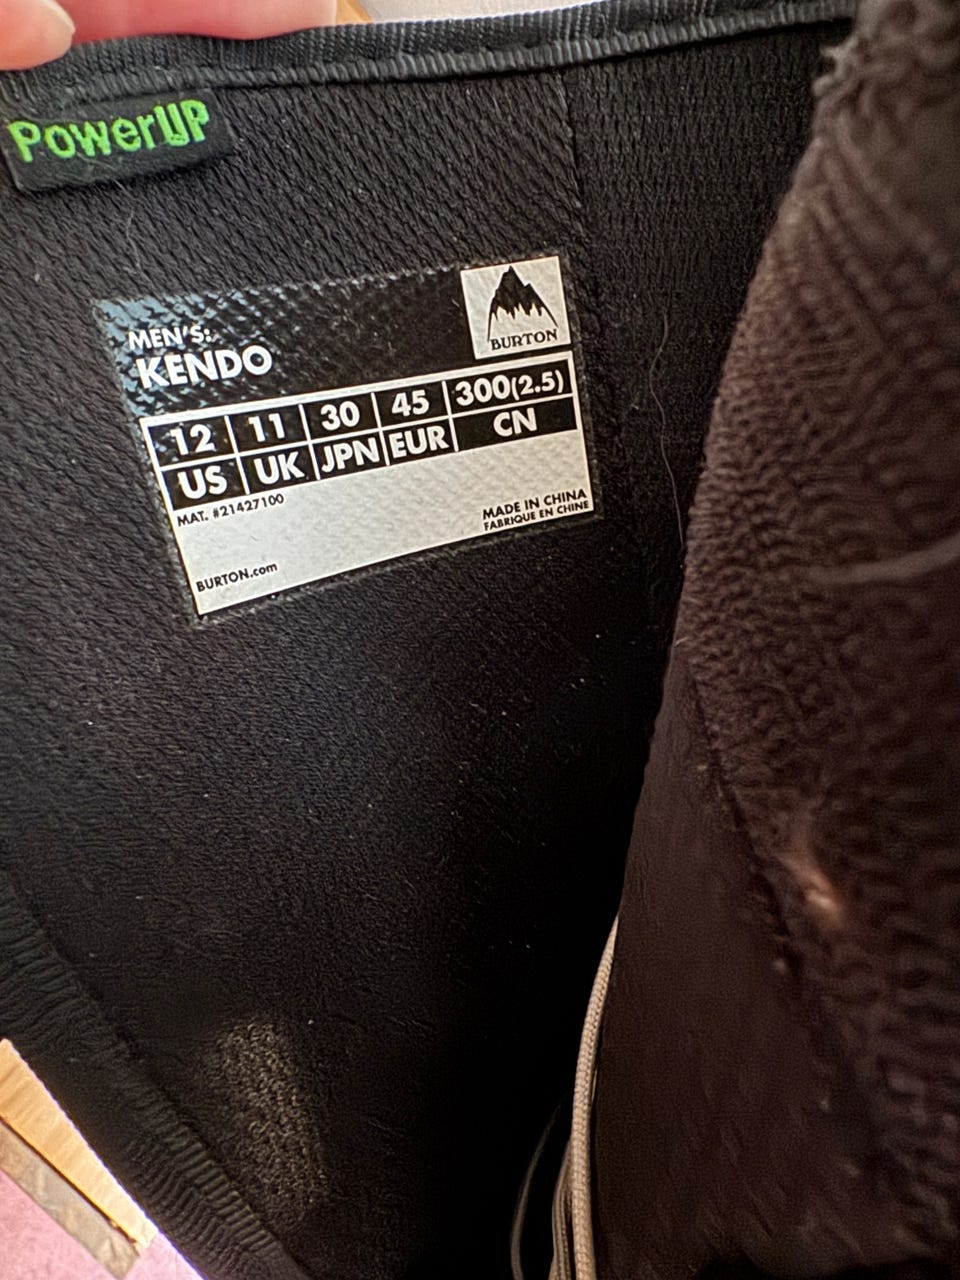 PowerUP
MEN'S:
KENDO
BURTON
12 11 30 45 300(2.5)
US UK JPN EUR CN
MAT. #21427100
MADE IN CHINA
FABRIQUE EN CHINE
BURTON.com